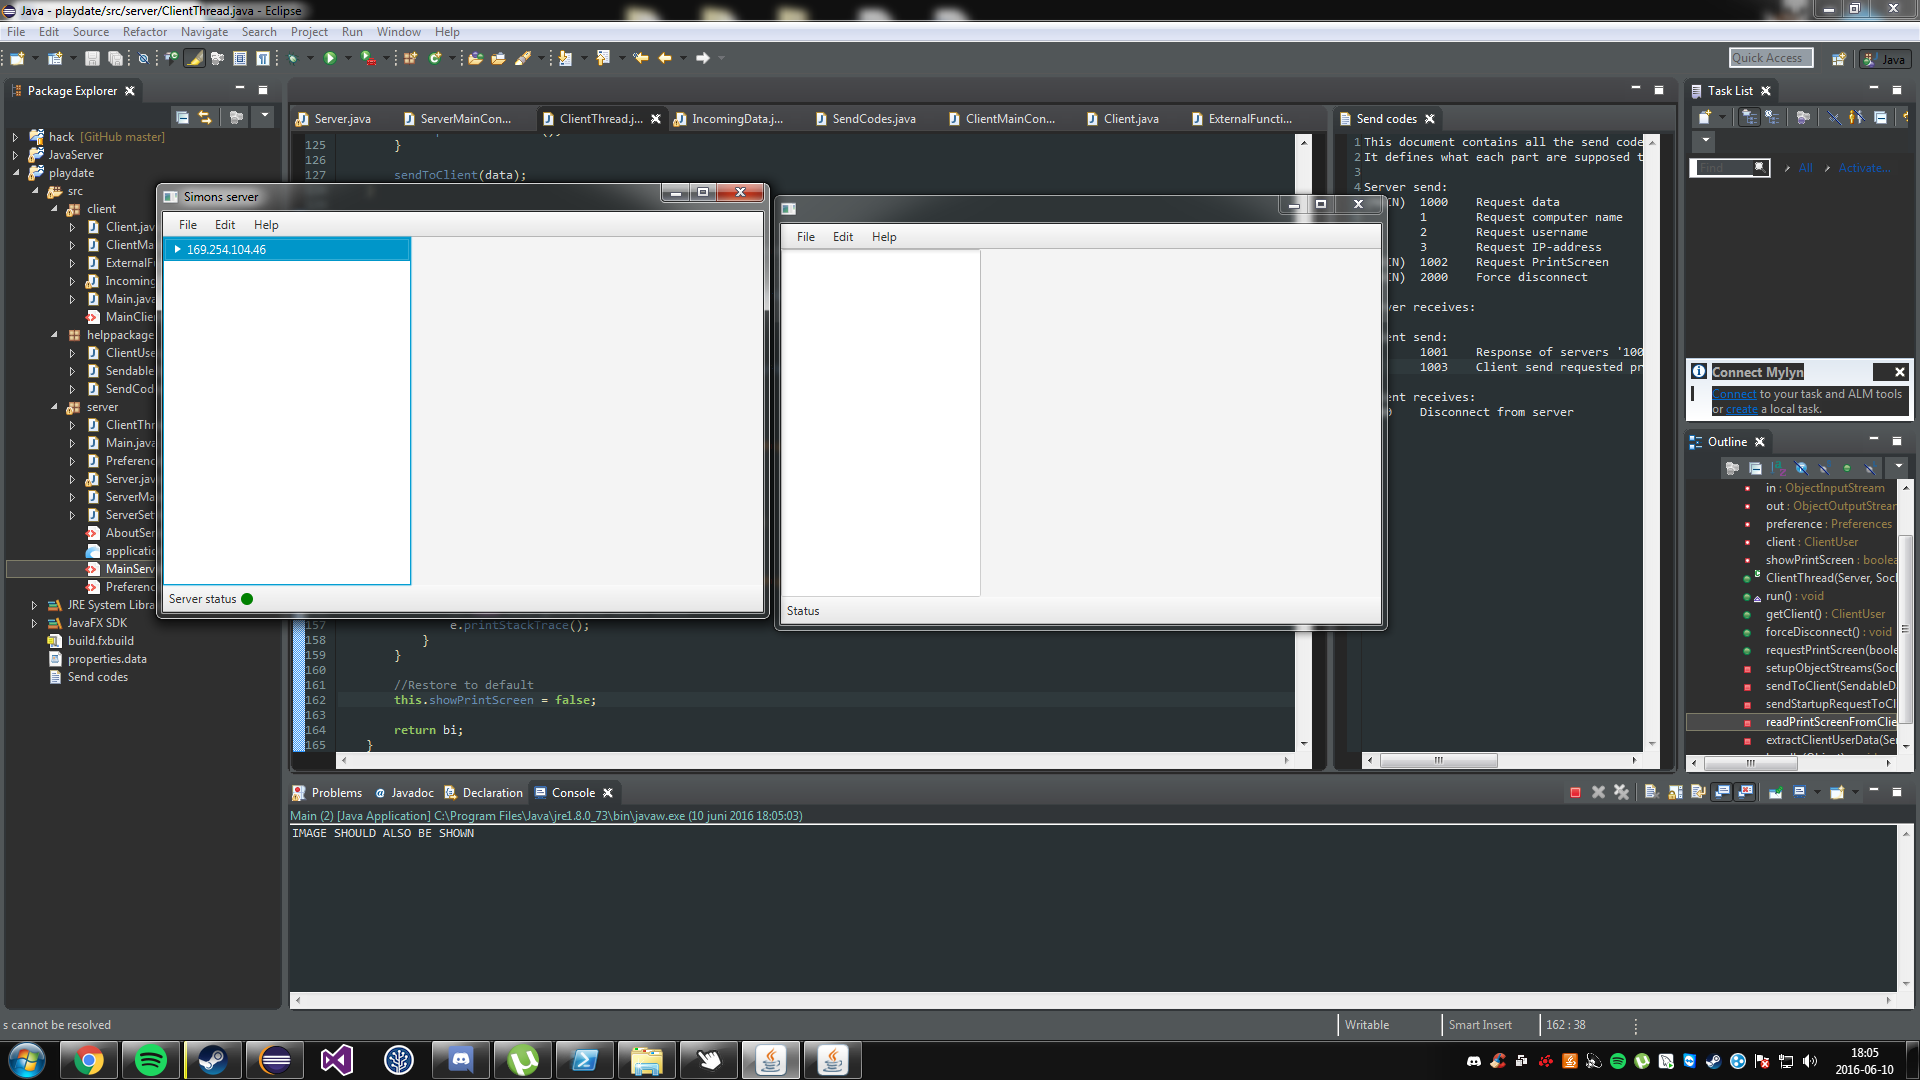 Java - playdate/src/server/ClientThread.java - Eclipse
File Edit Source Refactor Navigate Search Project Run Window Help
Quick Access
Java
Package Explorer
hack [GitHub master]
JavaServer
playdate
src
client
Client.jav
ClientMa
ExternalF
Incoming
Main.java
MainClie
helppackage
ClientUse
Sendable
SendCod
server
ClientThr
Main.java
Preferenc
Server.jav
ServerMa
ServerSet
AboutSer
applicatic
MainServ
Preferenc
JRE System Libra
JavaFX SDK
build.fxbuild
properties.data
Send codes
Server.java ServerMainCon... ClientThread.j... IncomingData.j... SendCodes.java ClientMainCon... Client.java ExternalFuncti...
125 }
126
127 sendToClient(data);
Simons server
File Edit Help
169.254.104.46
Server status
File Edit Help
Status
157 e.printStackTrace();
158 }
159 }
160
161 //Restore to default
162 this.showPrintScreen = false;
163
164 return bi;
165 }
Send codes
1 This document contains all the send code
2 It defines what each part are supposed t
3
4 Server send:
IN) 1000 Request data
1 Request computer name
2 Request username
3 Request IP-address
IN) 1002 Request PrintScreen
IN) 2000 Force disconnect
ver receives:
ent send:
1001 Response of servers '100
1003 Client send requested pr
ent receives:
0 Disconnect from server
Task List
Find All Activate...
Connect Mylyn
Connect to your task and ALM tools
or create a local task.
Outline
in : ObjectInputStream
out : ObjectOutputStrear
preference : Preferences
client : ClientUser
showPrintScreen : boolea
ClientThread(Server, Soc
run() : void
getClient() : ClientUser
forceDisconnect() : void
requestPrintScreen(boole
setupObjectStreams(Soc
sendToClient(SendableD
sendStartupRequestToCl
readPrintScreenFromClie
extractClientUserData(Se
Problems Javadoc Declaration Console
Main (2) [Java Application] C:\Program Files\Java\jre1.8.0_73\bin\javaw.exe (10 juni 2016 18:05:03)
IMAGE SHOULD ALSO BE SHOWN
s cannot be resolved
Writable Smart Insert 162 : 38
18:05
2016-06-10